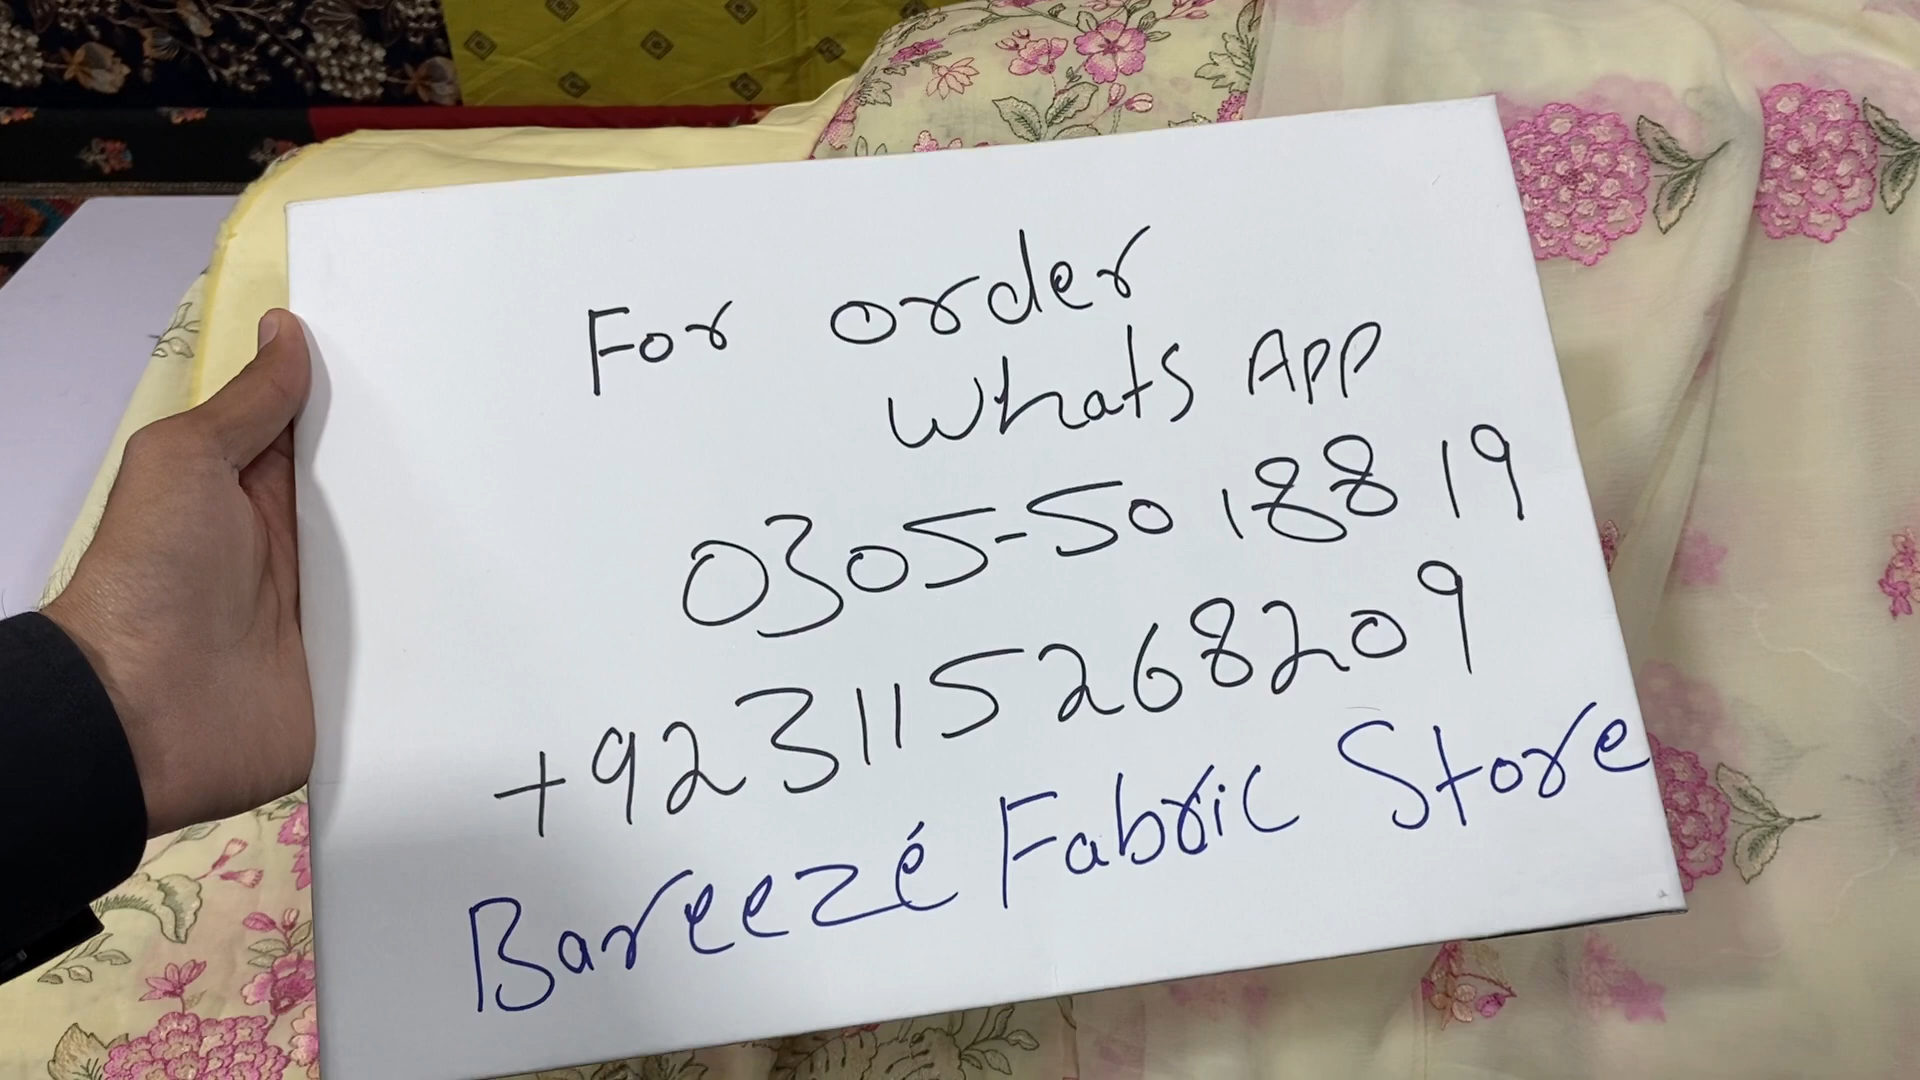 For order
Whats App
0305-5018819
+923115268209
Bareezé Fabric Store